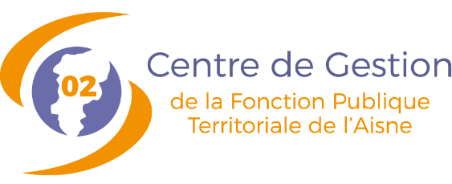 02
Centre de Gestion
de la Fonction Publique
Territoriale de l'Aisne